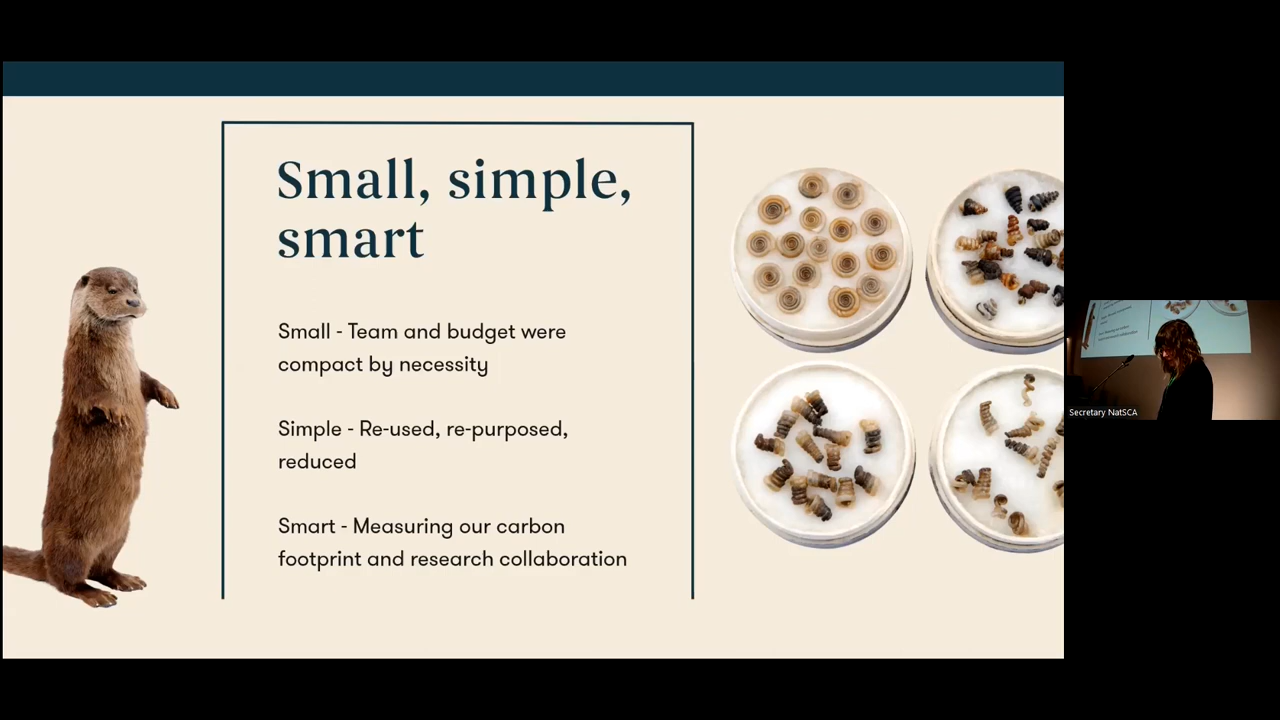 Small, simple,
smart
Small - Team and budget were
compact by necessity
Simple - Re-used, re-purposed,
reduced
Smart - Measuring our carbon
footprint and research collaboration
Secretary NatSCA